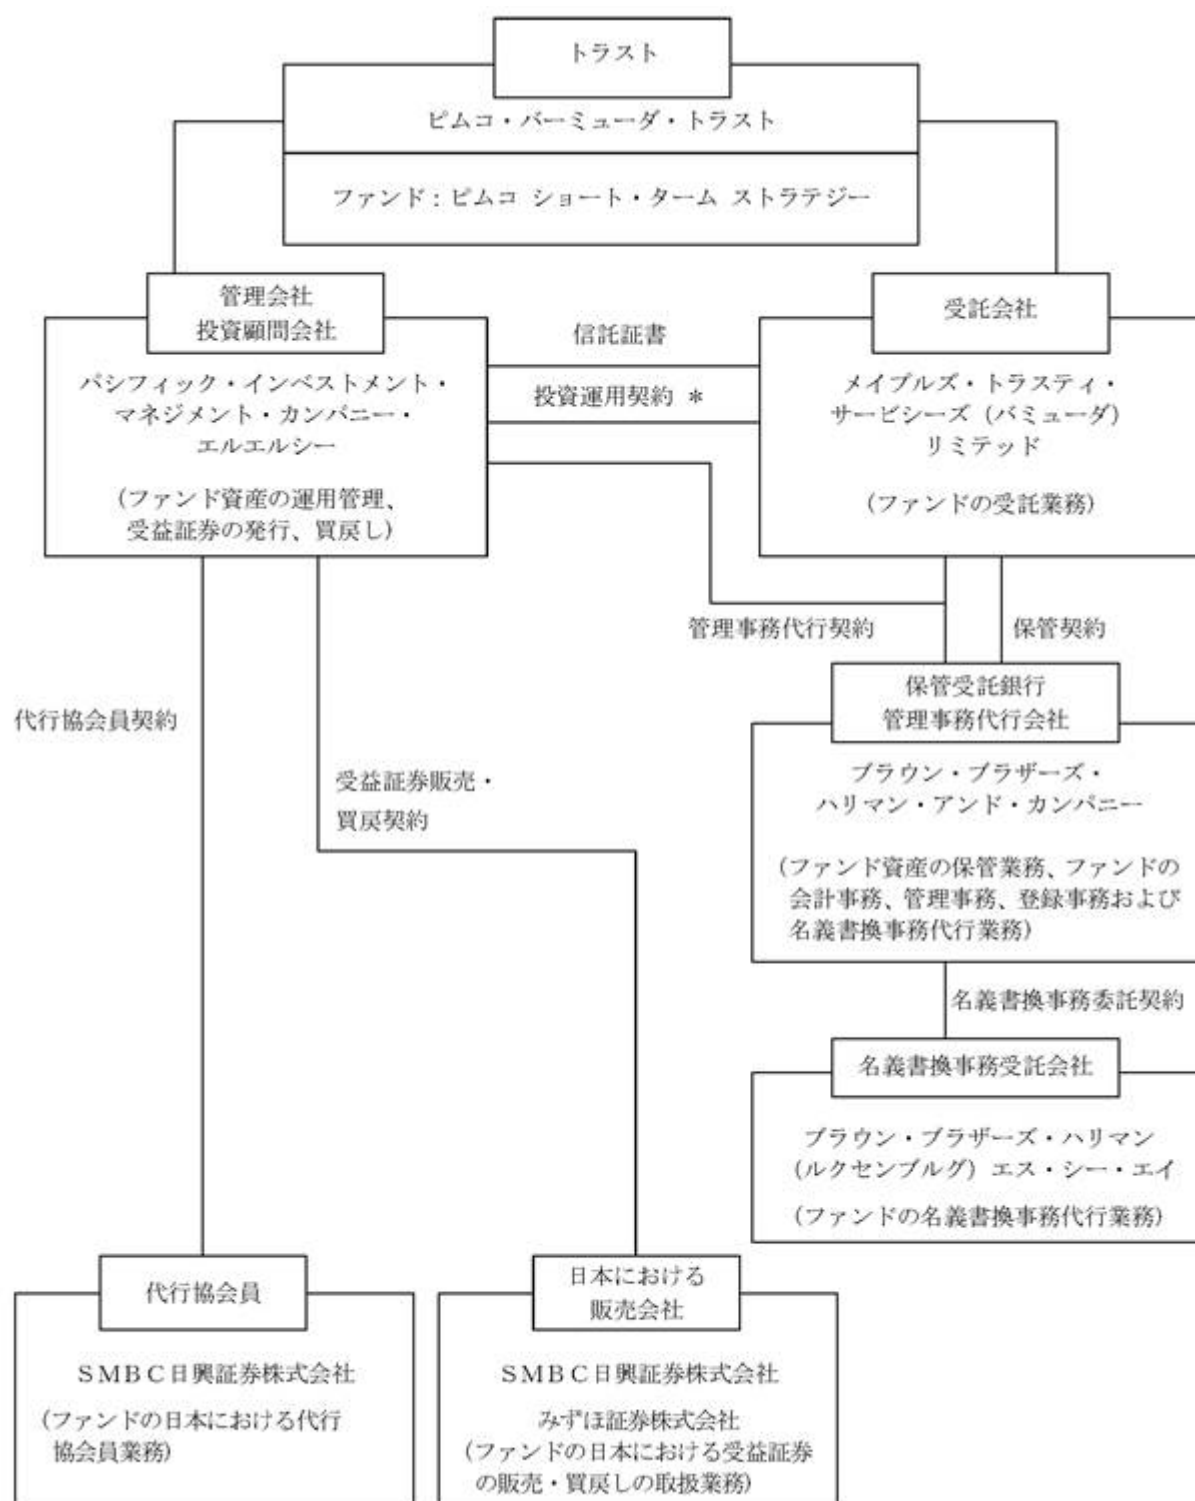 トラスト
ピムコ・バーミューダ・トラスト
ファンド：ピムコ ショート・ターム ストラテジー
管理会社
投資顧問会社
パシフィック・インベストメント・
マネジメント・カンパニー・
エルエルシー
(ファンド資産の運用管理、
受益証券の発行、買戻し)
信託証書
投資運用契約 ＊
受託会社
メイプルズ・トラスティ・
サービシーズ (バミューダ)
リミテッド
(ファンドの受託業務)
管理事務代行契約
保管契約
保管受託銀行
管理事務代行会社
ブラウン・ブラザーズ・
ハリマン・アンド・カンパニー
(ファンド資産の保管業務、ファンドの
会計事務、管理事務、登録事務および
名義書換事務代行業務)
代行協会員契約
受益証券販売・
買戻契約
名義書換事務委託契約
名義書換事務受託会社
ブラウン・ブラザーズ・ハリマン
(ルクセンブルグ) エス・シー・エイ
(ファンドの名義書換事務代行業務)
代行協会員
ＳＭＢＣ日興証券株式会社
(ファンドの日本における代行
協会員業務)
日本における
販売会社
ＳＭＢＣ日興証券株式会社
みずほ証券株式会社
(ファンドの日本における受益証券
の販売・買戻しの取扱業務)